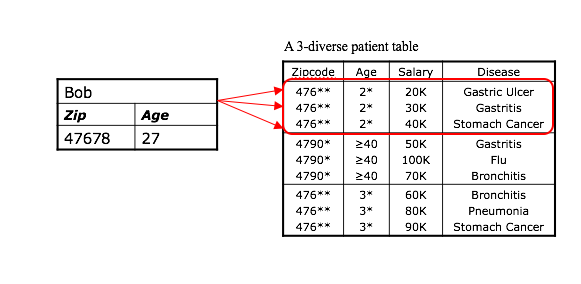 A 3-diverse patient table
Bob
Zip Age
47678 27
Zipcode Age Salary Disease
476** 2* 20K Gastric Ulcer
476** 2* 30K Gastritis
476** 2* 40K Stomach Cancer
4790* ≥40 50K Gastritis
4790* ≥40 100K Flu
4790* ≥40 70K Bronchitis
476** 3* 60K Bronchitis
476** 3* 80K Pneumonia
476** 3* 90K Stomach Cancer